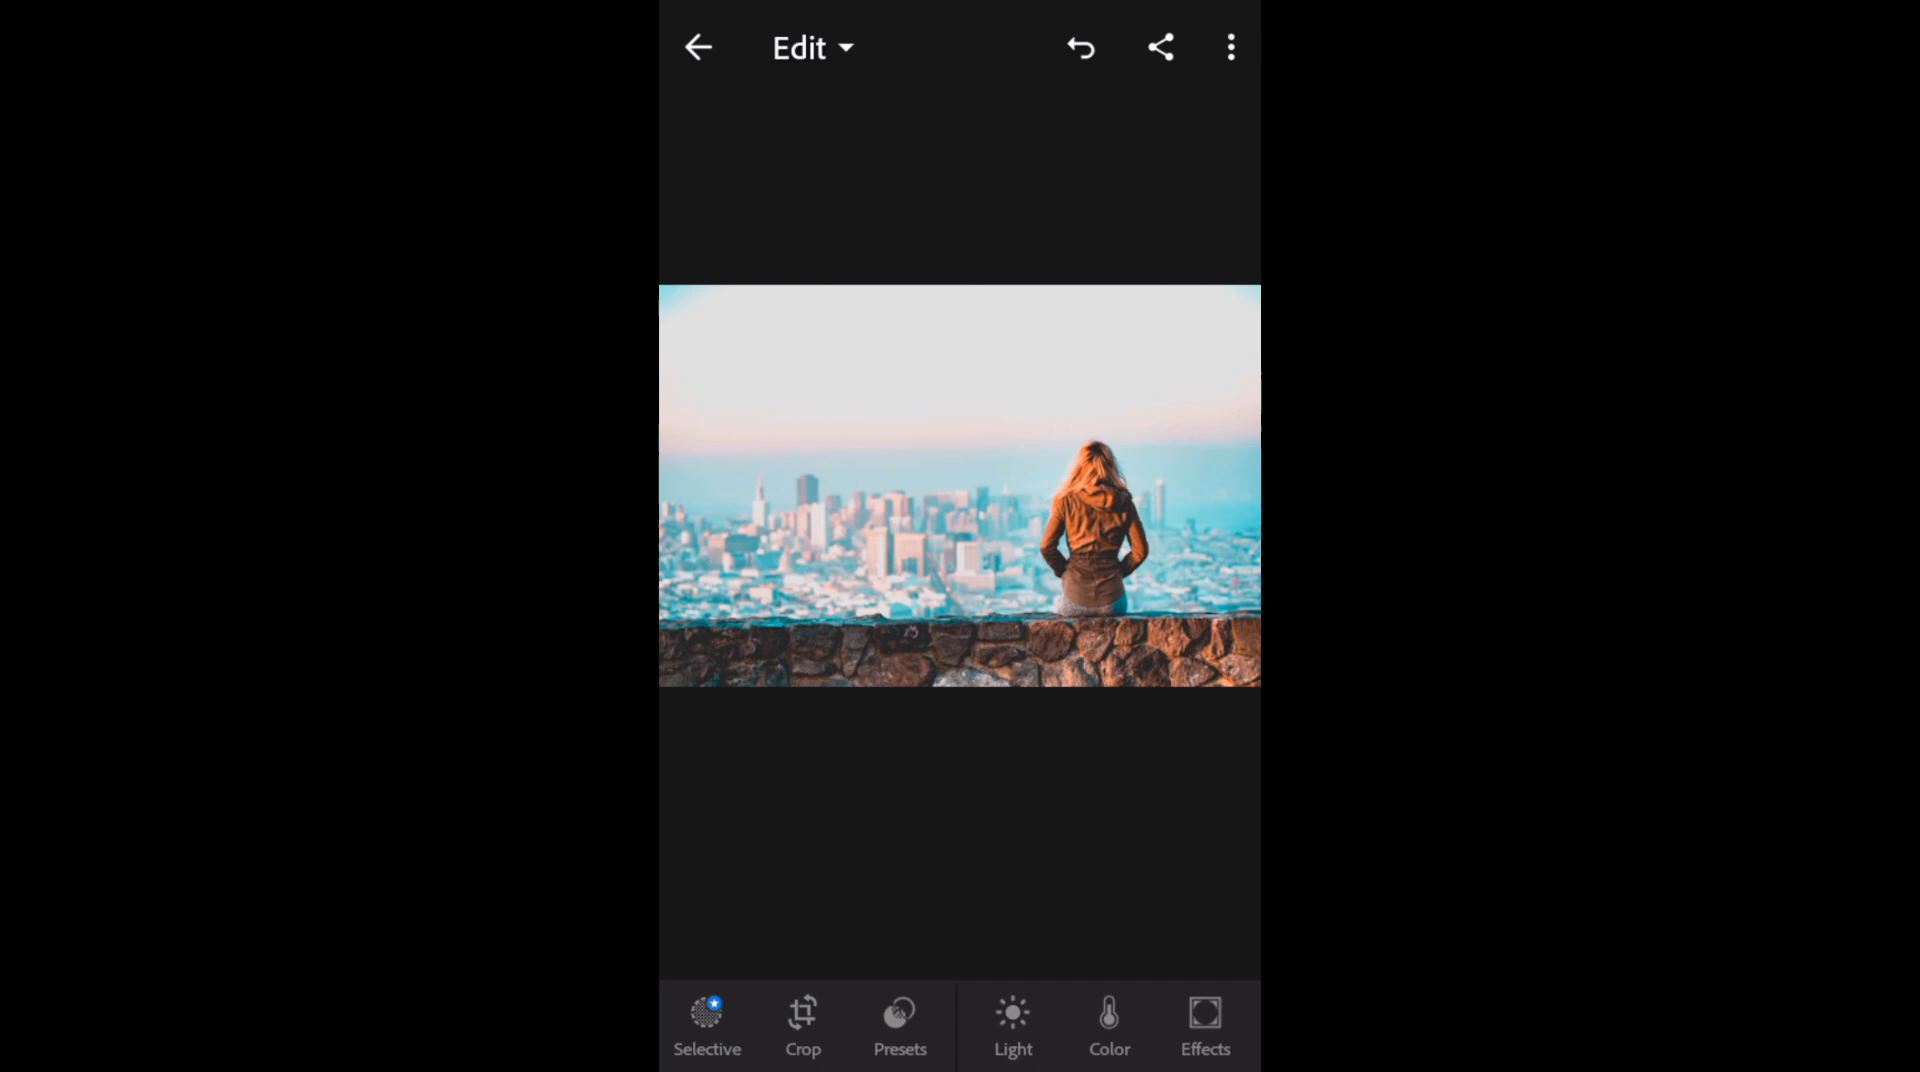 Edit
Selective
Crop
Presets
Light
Color
Effects